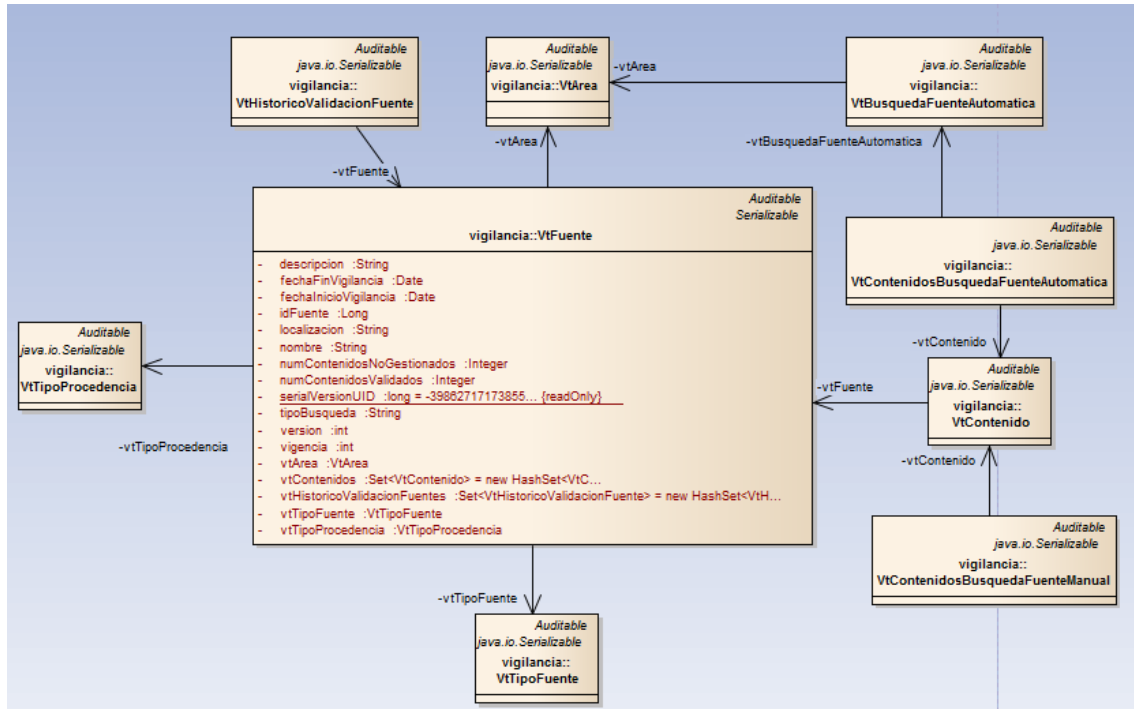 Auditable
java.io.Serializable
vigilancia::
VtHistoricoValidacionFuente
Auditable
java.io.Serializable
vigilancia::VtArea
Auditable
java.io.Serializable
vigilancia::
VtBusquedaFuenteAutomatica
-vtArea
-vtFuente
-vtArea
-vtBusquedaFuenteAutomatica
Auditable
Serializable
vigilancia::VtFuente
- descripcion :String
- fechaFinVigilancia :Date
- fechaInicioVigilancia :Date
- idFuente :Long
- localizacion :String
- nombre :String
- numContenidosNoGestionados :Integer
- numContenidosValidados :Integer
- serialVersionUID :long = -39862717173855... {readOnly}
- tipoBusqueda :String
- version :int
- vigencia :int
- vtArea :VtArea
- vtContenidos :Set<VtContenido> = new HashSet<VtC...
- vtHistoricoValidacionFuentes :Set<VtHistoricoValidacionFuente> = new HashSet<VtH...
- vtTipoFuente :VtTipoFuente
- vtTipoProcedencia :VtTipoProcedencia
Auditable
java.io.Serializable
vigilancia::
VtContenidosBusquedaFuenteAutomatica
-vtContenido
Auditable
java.io.Serializable
vigilancia::
VtTipoProcedencia
-vtTipoProcedencia
-vtFuente
Auditable
java.io.Serializable
vigilancia::
VtContenido
-vtContenido
Auditable
java.io.Serializable
vigilancia::
VtContenidosBusquedaFuenteManual
-vtTipoFuente
Auditable
java.io.Serializable
vigilancia::
VtTipoFuente